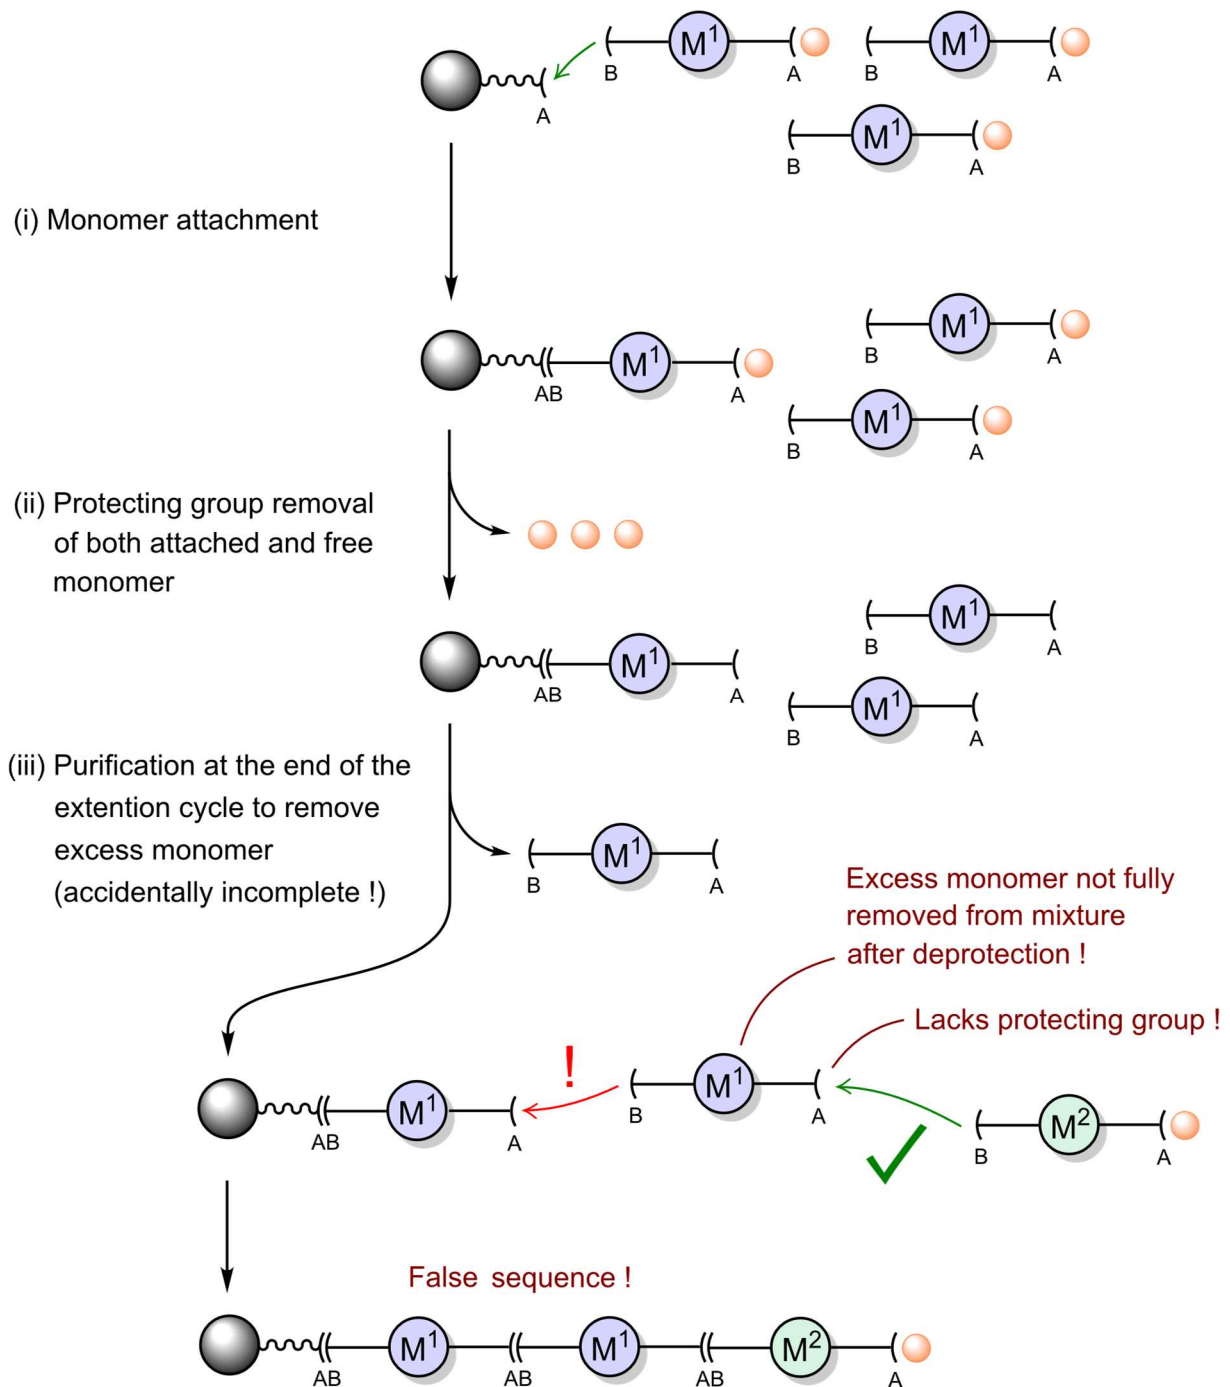 M¹ M¹
B A B A
A M¹
B A
(i) Monomer attachment
M¹
B A
M¹ M¹
AB A B A
(ii) Protecting group removal
of both attached and free
monomer
M¹
B A
M¹ M¹
AB A B A
(iii) Purification at the end of the
extention cycle to remove
excess monomer
(accidentally incomplete !)
M¹
B A
Excess monomer not fully
removed from mixture
after deprotection !
Lacks protecting group !
!
M¹ M¹ M²
AB A B A B A
False sequence !
M¹ M¹ M²
AB AB AB A